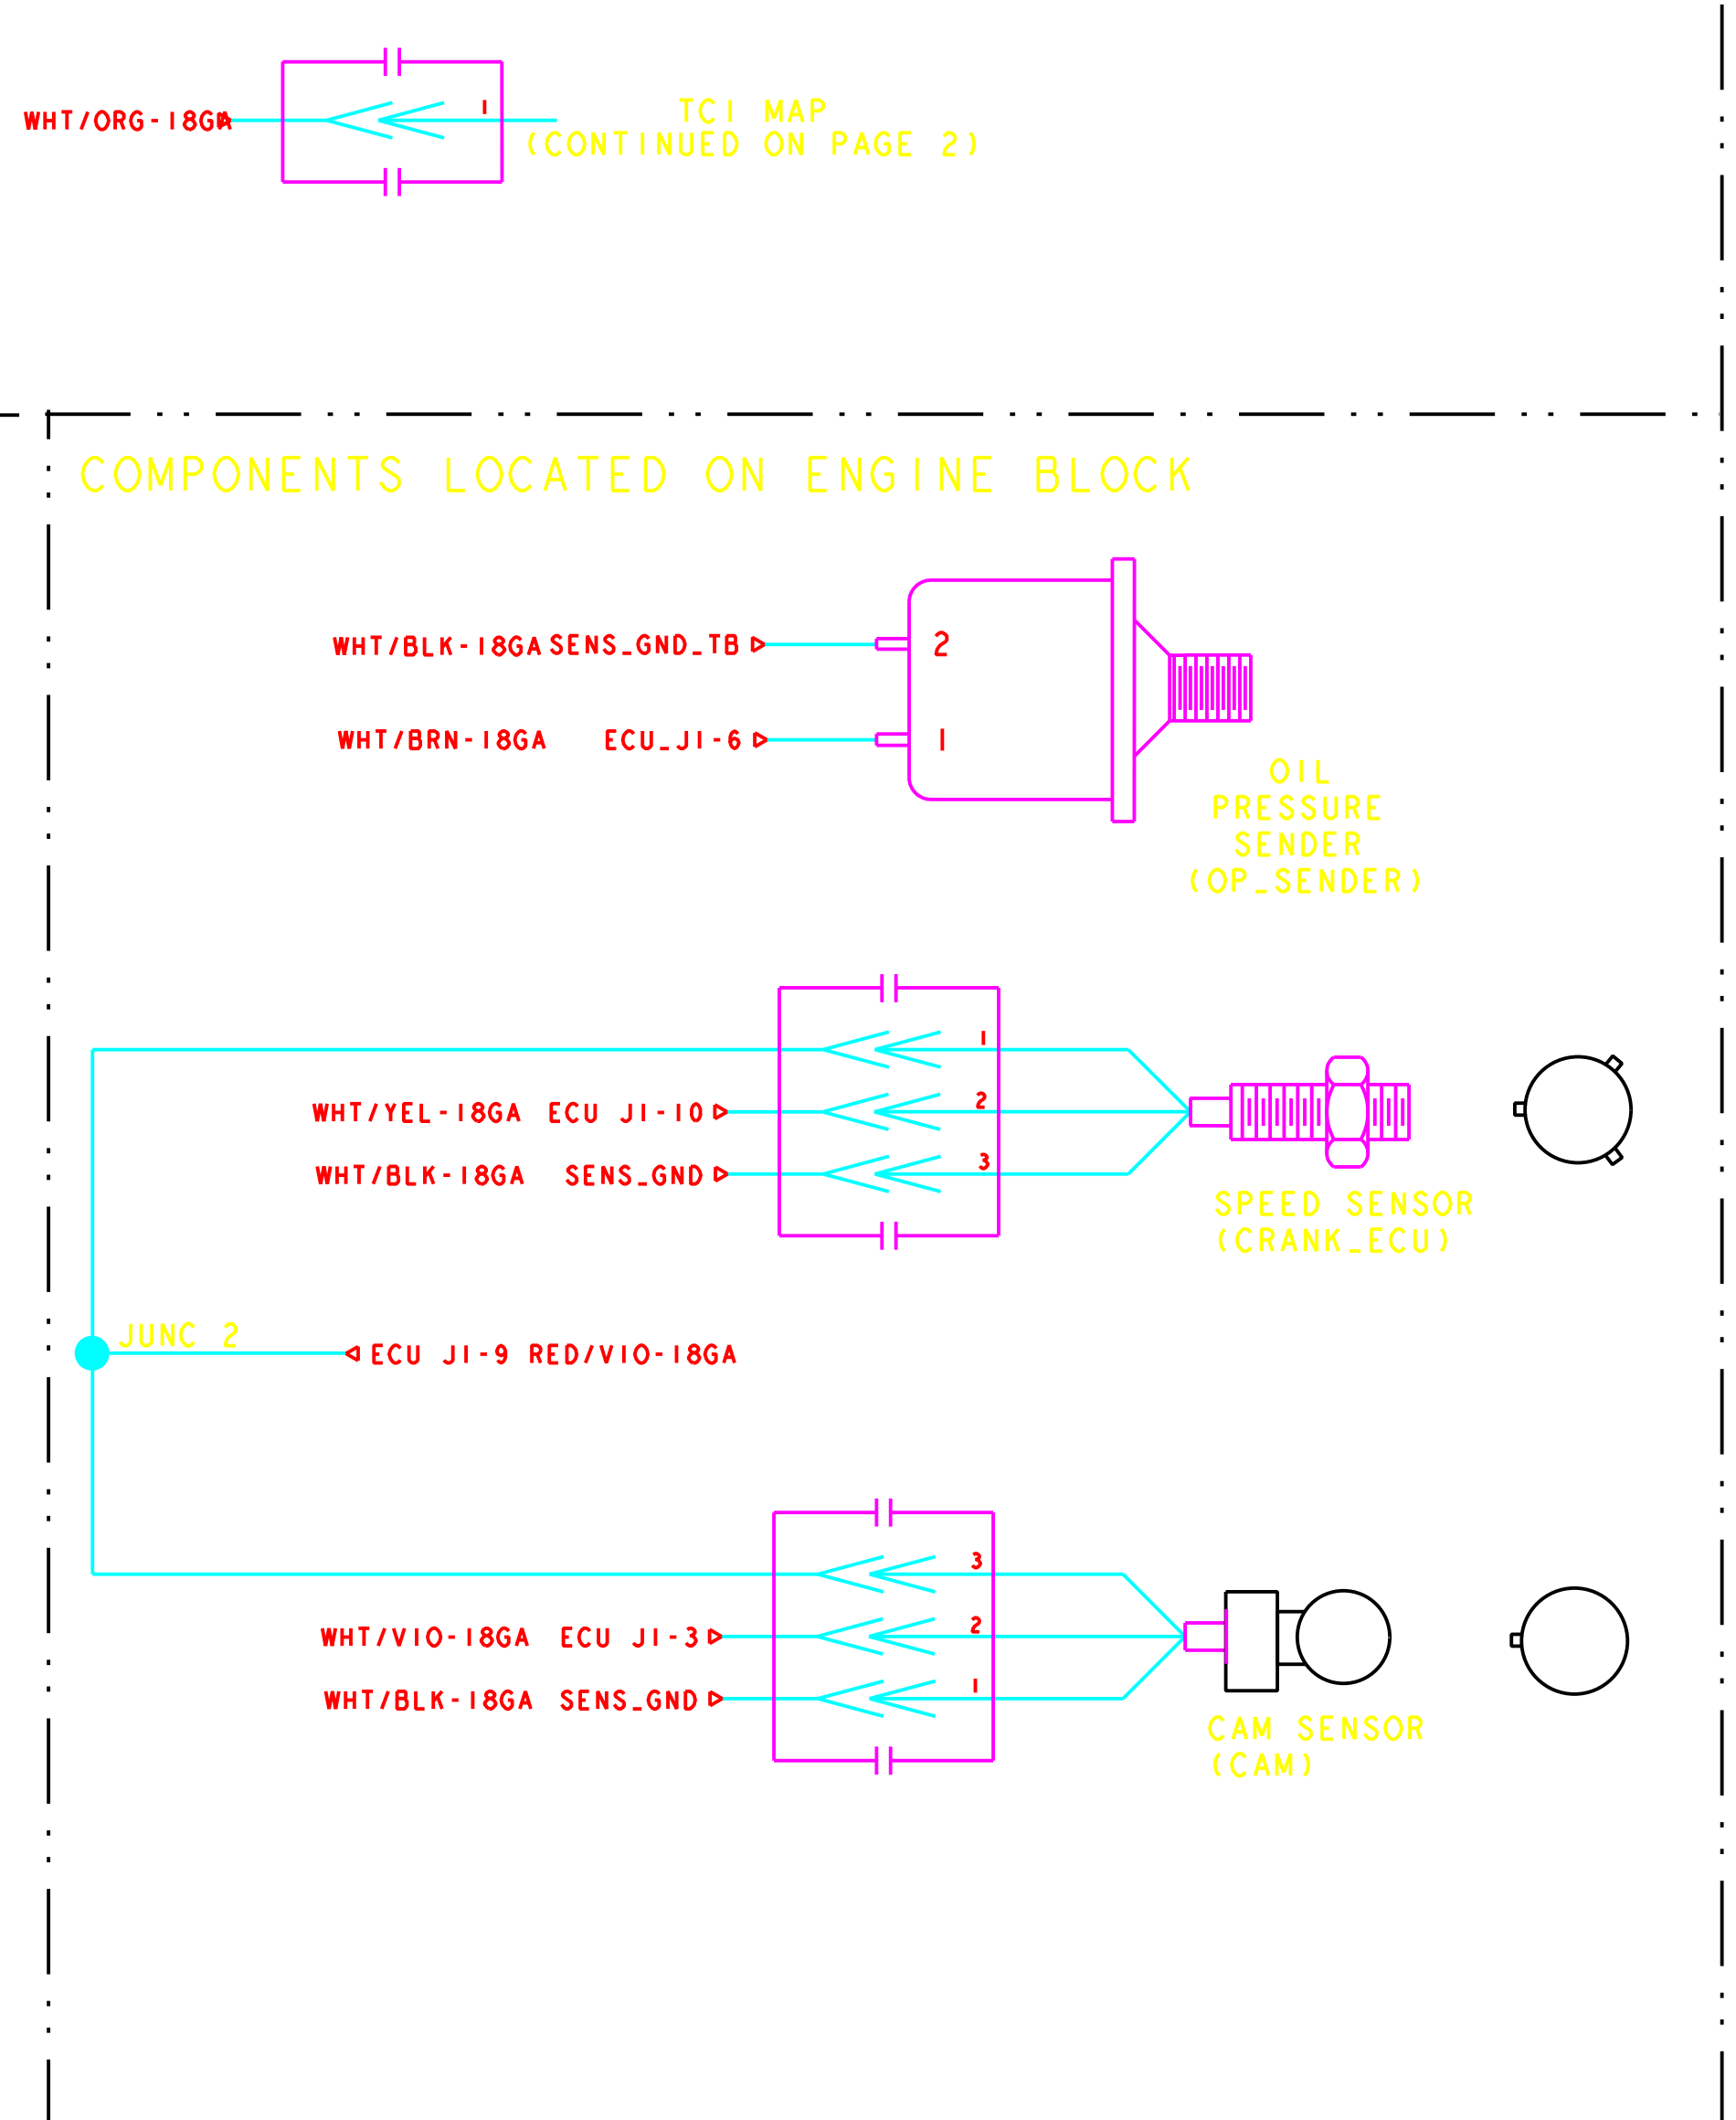 WHT/ORG-18GA
1
TCI MAP
(CONTINUED ON PAGE 2)
COMPONENTS LOCATED ON ENGINE BLOCK
WHT/BLK-18GA SENS_GND_TB
2
WHT/BRN-18GA ECU_J1-6
1
OIL
PRESSURE
SENDER
(OP_SENDER)
1
WHT/YEL-18GA ECU J1-10
2
WHT/BLK-18GA SENS_GND
3
SPEED SENSOR
(CRANK_ECU)
JUNC 2
ECU J1-9 RED/VIO-18GA
3
WHT/VIO-18GA ECU J1-3
2
WHT/BLK-18GA SENS_GND
1
CAM SENSOR
(CAM)